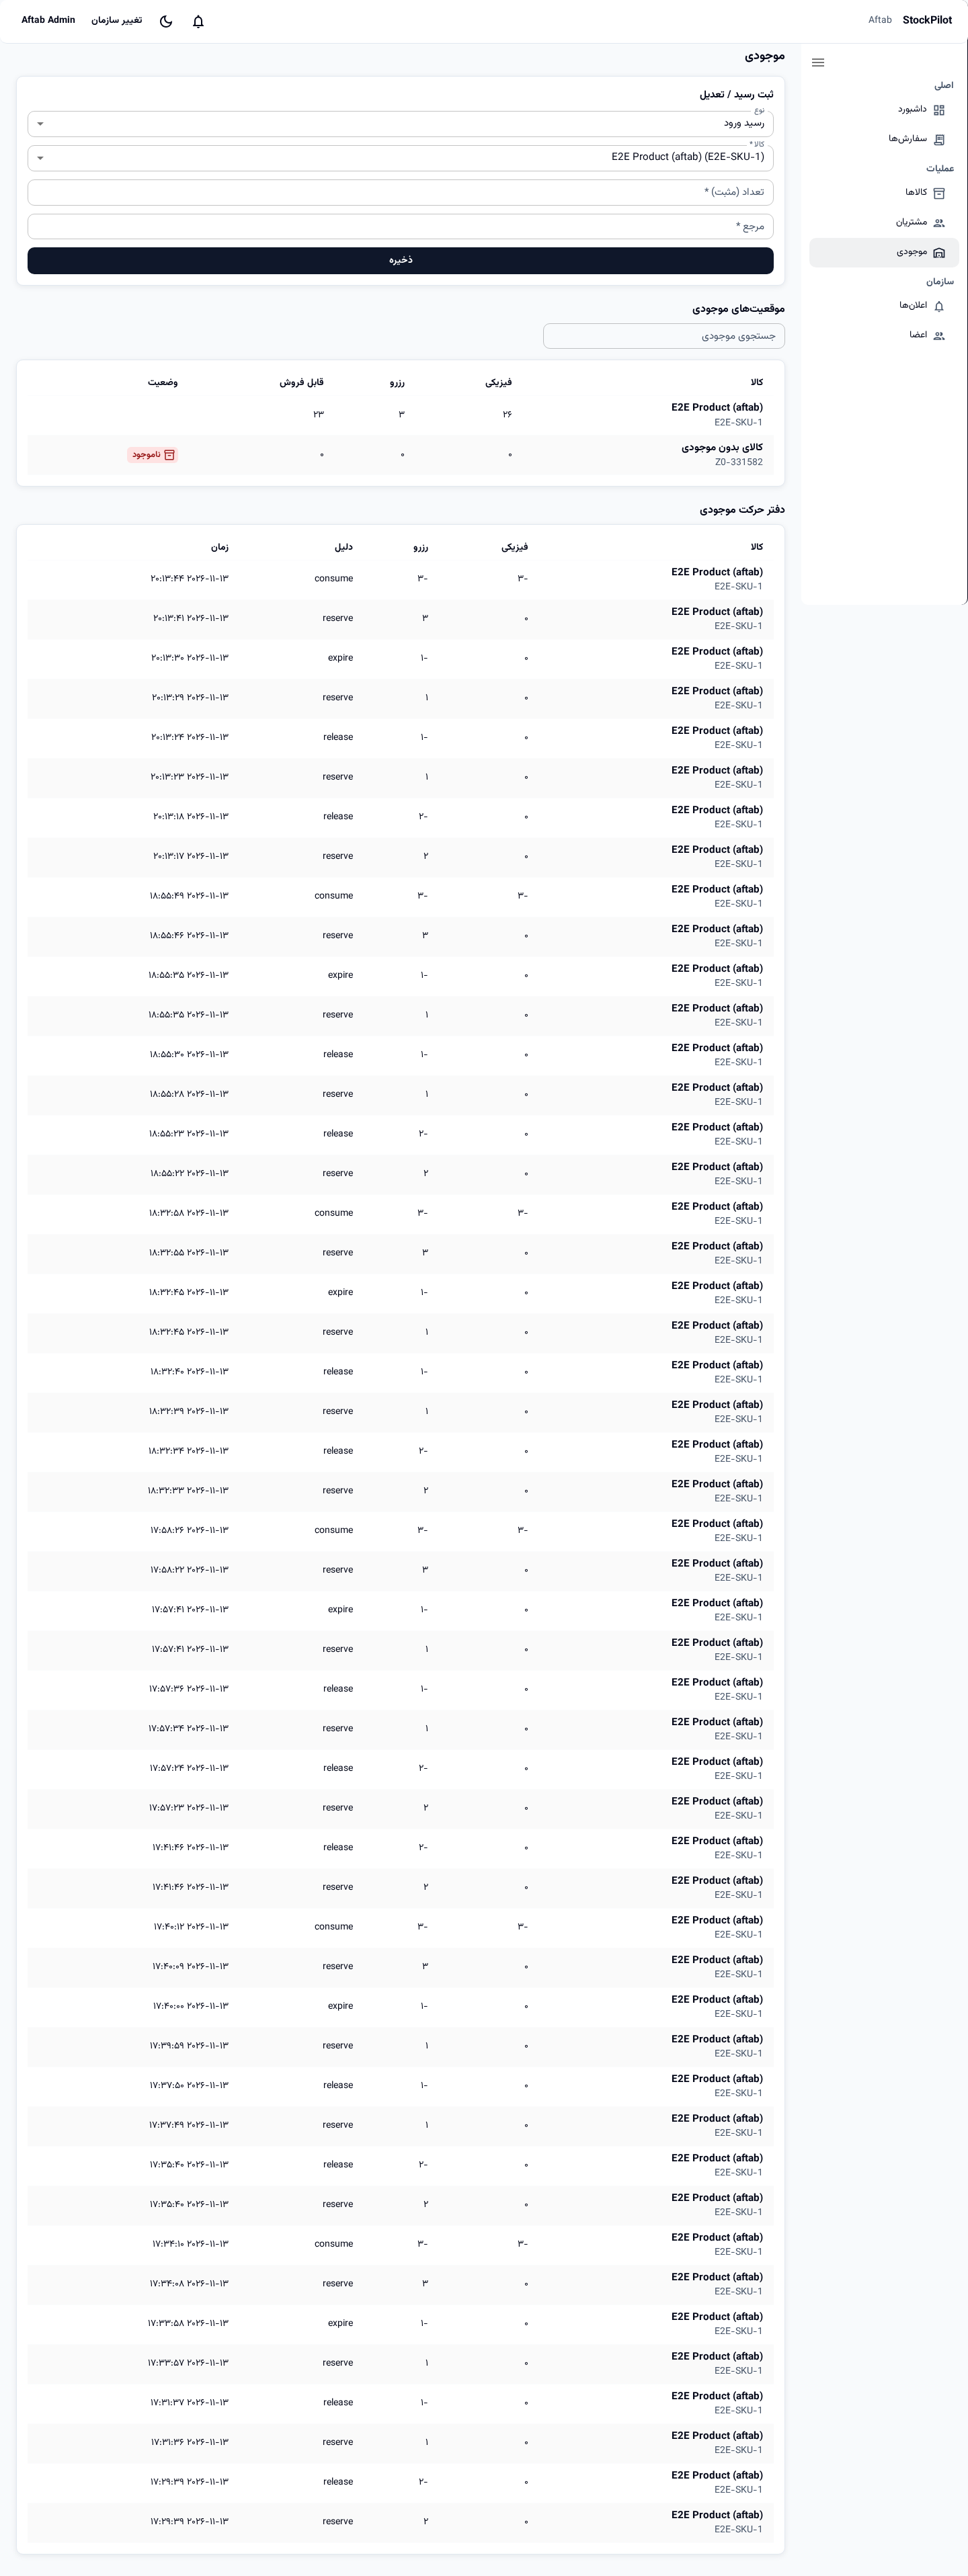 StockPilot Aftab
تغییر سازمان Aftab Admin
اصلی
داشبورد
سفارش‌ها
عملیات
کالاها
مشتریان
موجودی
سازمان
اعلان‌ها
اعضا
موجودی
ثبت رسید / تعدیل
نوع
رسید ورود
کالا *
E2E Product (aftab) (E2E-SKU-1)
تعداد (مثبت) *
مرجع *
ذخیره
موقعیت‌های موجودی
جستجوی موجودی
کالا فیزیکی رزرو قابل فروش وضعیت
E2E Product (aftab) ۲۶ ۳ ۲۳
E2E-SKU-1
کالای بدون موجودی ۰ ۰ ۰ ناموجود
Z0-331582
دفتر حرکت موجودی
کالا فیزیکی رزرو دلیل زمان
E2E Product (aftab) -۳ -۳ consume ۲۰۲۶-۱۱-۱۳ ۲۰:۱۳:۴۴
E2E-SKU-1
E2E Product (aftab) ۰ ۳ reserve ۲۰۲۶-۱۱-۱۳ ۲۰:۱۳:۴۱
E2E-SKU-1
E2E Product (aftab) ۰ -۱ expire ۲۰۲۶-۱۱-۱۳ ۲۰:۱۳:۳۰
E2E-SKU-1
E2E Product (aftab) ۰ ۱ reserve ۲۰۲۶-۱۱-۱۳ ۲۰:۱۳:۲۹
E2E-SKU-1
E2E Product (aftab) ۰ -۱ release ۲۰۲۶-۱۱-۱۳ ۲۰:۱۳:۲۴
E2E-SKU-1
E2E Product (aftab) ۰ ۱ reserve ۲۰۲۶-۱۱-۱۳ ۲۰:۱۳:۲۳
E2E-SKU-1
E2E Product (aftab) ۰ -۲ release ۲۰۲۶-۱۱-۱۳ ۲۰:۱۳:۱۸
E2E-SKU-1
E2E Product (aftab) ۰ ۲ reserve ۲۰۲۶-۱۱-۱۳ ۲۰:۱۳:۱۷
E2E-SKU-1
E2E Product (aftab) -۳ -۳ consume ۲۰۲۶-۱۱-۱۳ ۱۸:۵۵:۴۹
E2E-SKU-1
E2E Product (aftab) ۰ ۳ reserve ۲۰۲۶-۱۱-۱۳ ۱۸:۵۵:۴۶
E2E-SKU-1
E2E Product (aftab) ۰ -۱ expire ۲۰۲۶-۱۱-۱۳ ۱۸:۵۵:۳۵
E2E-SKU-1
E2E Product (aftab) ۰ ۱ reserve ۲۰۲۶-۱۱-۱۳ ۱۸:۵۵:۳۵
E2E-SKU-1
E2E Product (aftab) ۰ -۱ release ۲۰۲۶-۱۱-۱۳ ۱۸:۵۵:۳۰
E2E-SKU-1
E2E Product (aftab) ۰ ۱ reserve ۲۰۲۶-۱۱-۱۳ ۱۸:۵۵:۲۸
E2E-SKU-1
E2E Product (aftab) ۰ -۲ release ۲۰۲۶-۱۱-۱۳ ۱۸:۵۵:۲۳
E2E-SKU-1
E2E Product (aftab) ۰ ۲ reserve ۲۰۲۶-۱۱-۱۳ ۱۸:۵۵:۲۲
E2E-SKU-1
E2E Product (aftab) -۳ -۳ consume ۲۰۲۶-۱۱-۱۳ ۱۸:۳۲:۵۸
E2E-SKU-1
E2E Product (aftab) ۰ ۳ reserve ۲۰۲۶-۱۱-۱۳ ۱۸:۳۲:۵۵
E2E-SKU-1
E2E Product (aftab) ۰ -۱ expire ۲۰۲۶-۱۱-۱۳ ۱۸:۳۲:۴۵
E2E-SKU-1
E2E Product (aftab) ۰ ۱ reserve ۲۰۲۶-۱۱-۱۳ ۱۸:۳۲:۴۵
E2E-SKU-1
E2E Product (aftab) ۰ -۱ release ۲۰۲۶-۱۱-۱۳ ۱۸:۳۲:۴۰
E2E-SKU-1
E2E Product (aftab) ۰ ۱ reserve ۲۰۲۶-۱۱-۱۳ ۱۸:۳۲:۳۹
E2E-SKU-1
E2E Product (aftab) ۰ -۲ release ۲۰۲۶-۱۱-۱۳ ۱۸:۳۲:۳۴
E2E-SKU-1
E2E Product (aftab) ۰ ۲ reserve ۲۰۲۶-۱۱-۱۳ ۱۸:۳۲:۳۳
E2E-SKU-1
E2E Product (aftab) -۳ -۳ consume ۲۰۲۶-۱۱-۱۳ ۱۷:۵۸:۲۶
E2E-SKU-1
E2E Product (aftab) ۰ ۳ reserve ۲۰۲۶-۱۱-۱۳ ۱۷:۵۸:۲۲
E2E-SKU-1
E2E Product (aftab) ۰ -۱ expire ۲۰۲۶-۱۱-۱۳ ۱۷:۵۷:۴۱
E2E-SKU-1
E2E Product (aftab) ۰ ۱ reserve ۲۰۲۶-۱۱-۱۳ ۱۷:۵۷:۴۱
E2E-SKU-1
E2E Product (aftab) ۰ -۱ release ۲۰۲۶-۱۱-۱۳ ۱۷:۵۷:۳۶
E2E-SKU-1
E2E Product (aftab) ۰ ۱ reserve ۲۰۲۶-۱۱-۱۳ ۱۷:۵۷:۳۴
E2E-SKU-1
E2E Product (aftab) ۰ -۲ release ۲۰۲۶-۱۱-۱۳ ۱۷:۵۷:۲۴
E2E-SKU-1
E2E Product (aftab) ۰ ۲ reserve ۲۰۲۶-۱۱-۱۳ ۱۷:۵۷:۲۳
E2E-SKU-1
E2E Product (aftab) ۰ -۲ release ۲۰۲۶-۱۱-۱۳ ۱۷:۴۱:۴۶
E2E-SKU-1
E2E Product (aftab) ۰ ۲ reserve ۲۰۲۶-۱۱-۱۳ ۱۷:۴۱:۴۶
E2E-SKU-1
E2E Product (aftab) -۳ -۳ consume ۲۰۲۶-۱۱-۱۳ ۱۷:۴۰:۱۲
E2E-SKU-1
E2E Product (aftab) ۰ ۳ reserve ۲۰۲۶-۱۱-۱۳ ۱۷:۴۰:۰۹
E2E-SKU-1
E2E Product (aftab) ۰ -۱ expire ۲۰۲۶-۱۱-۱۳ ۱۷:۴۰:۰۰
E2E-SKU-1
E2E Product (aftab) ۰ ۱ reserve ۲۰۲۶-۱۱-۱۳ ۱۷:۳۹:۵۹
E2E-SKU-1
E2E Product (aftab) ۰ -۱ release ۲۰۲۶-۱۱-۱۳ ۱۷:۳۷:۵۰
E2E-SKU-1
E2E Product (aftab) ۰ ۱ reserve ۲۰۲۶-۱۱-۱۳ ۱۷:۳۷:۴۹
E2E-SKU-1
E2E Product (aftab) ۰ -۲ release ۲۰۲۶-۱۱-۱۳ ۱۷:۳۵:۴۰
E2E-SKU-1
E2E Product (aftab) ۰ ۲ reserve ۲۰۲۶-۱۱-۱۳ ۱۷:۳۵:۴۰
E2E-SKU-1
E2E Product (aftab) -۳ -۳ consume ۲۰۲۶-۱۱-۱۳ ۱۷:۳۴:۱۰
E2E-SKU-1
E2E Product (aftab) ۰ ۳ reserve ۲۰۲۶-۱۱-۱۳ ۱۷:۳۴:۰۸
E2E-SKU-1
E2E Product (aftab) ۰ -۱ expire ۲۰۲۶-۱۱-۱۳ ۱۷:۳۳:۵۸
E2E-SKU-1
E2E Product (aftab) ۰ ۱ reserve ۲۰۲۶-۱۱-۱۳ ۱۷:۳۳:۵۷
E2E-SKU-1
E2E Product (aftab) ۰ -۱ release ۲۰۲۶-۱۱-۱۳ ۱۷:۳۱:۳۷
E2E-SKU-1
E2E Product (aftab) ۰ ۱ reserve ۲۰۲۶-۱۱-۱۳ ۱۷:۳۱:۳۶
E2E-SKU-1
E2E Product (aftab) ۰ -۲ release ۲۰۲۶-۱۱-۱۳ ۱۷:۲۹:۳۹
E2E-SKU-1
E2E Product (aftab) ۰ ۲ reserve ۲۰۲۶-۱۱-۱۳ ۱۷:۲۹:۳۹
E2E-SKU-1